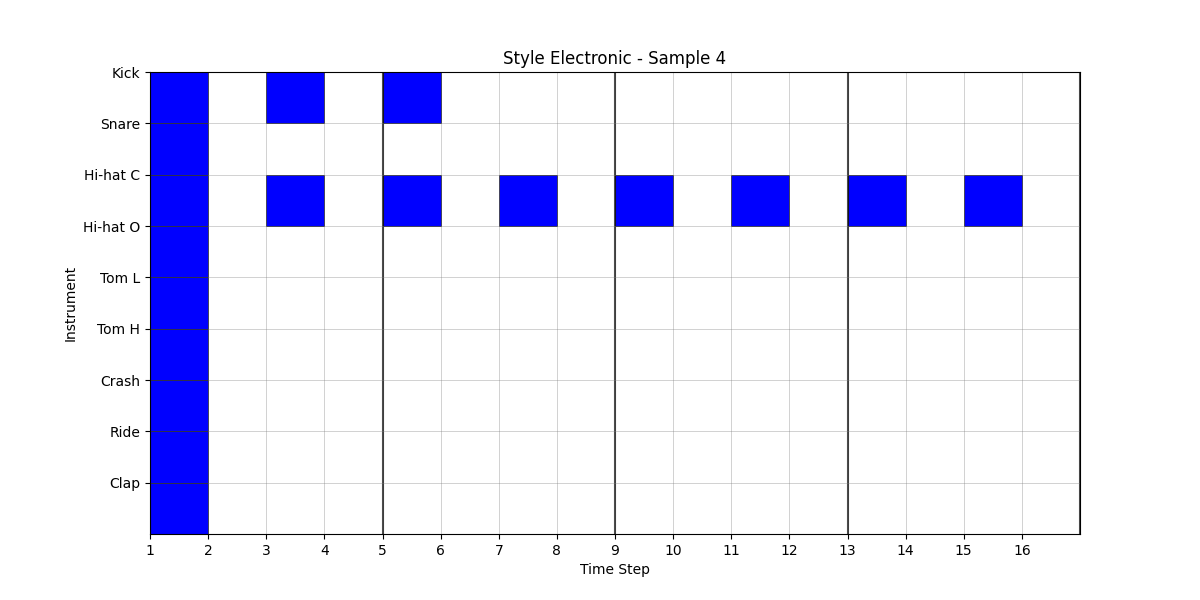 Style Electronic - Sample 4
Kick
Snare
Hi-hat C
Hi-hat O
Tom L
Tom H
Crash
Ride
Clap
Instrument
1 2 3 4 5 6 7 8 9 10 11 12 13 14 15 16
Time Step